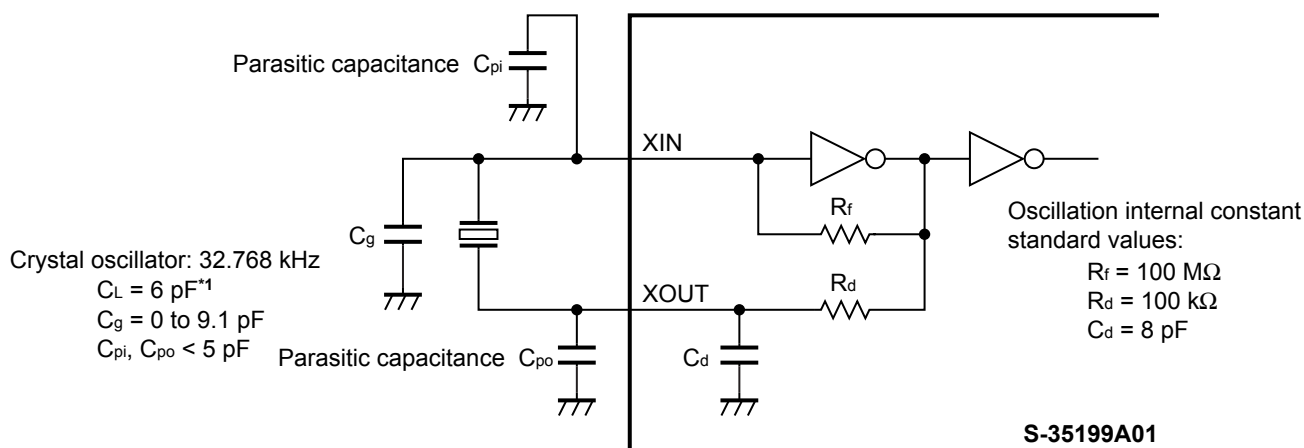 Parasitic capacitance Cpi
XIN
Rf
Cg
Oscillation internal constant
standard values:
Rf = 100 MΩ
Rd = 100 kΩ
Cd = 8 pF
Crystal oscillator: 32.768 kHz
CL = 6 pF*1
Cg = 0 to 9.1 pF
Cpi, Cpo < 5 pF
XOUT
Rd
Parasitic capacitance Cpo
Cd
S-35199A01